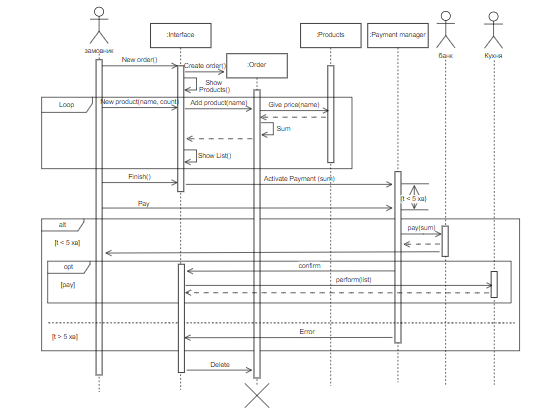 :Interface
:Products
:Payment manager
замовник
банк
Кухня
New order()
Create order()
:Order
Show
Products()
Loop
New product(name, count)
Add product(name)
Give price(name)
Sum
Show List()
Finish()
Activate Payment (sum)
{t < 5 хв}
Pay
alt
pay(sum)
[t < 5 хв]
opt
confirm
[pay]
perform(list)
Error
[t > 5 хв]
Delete